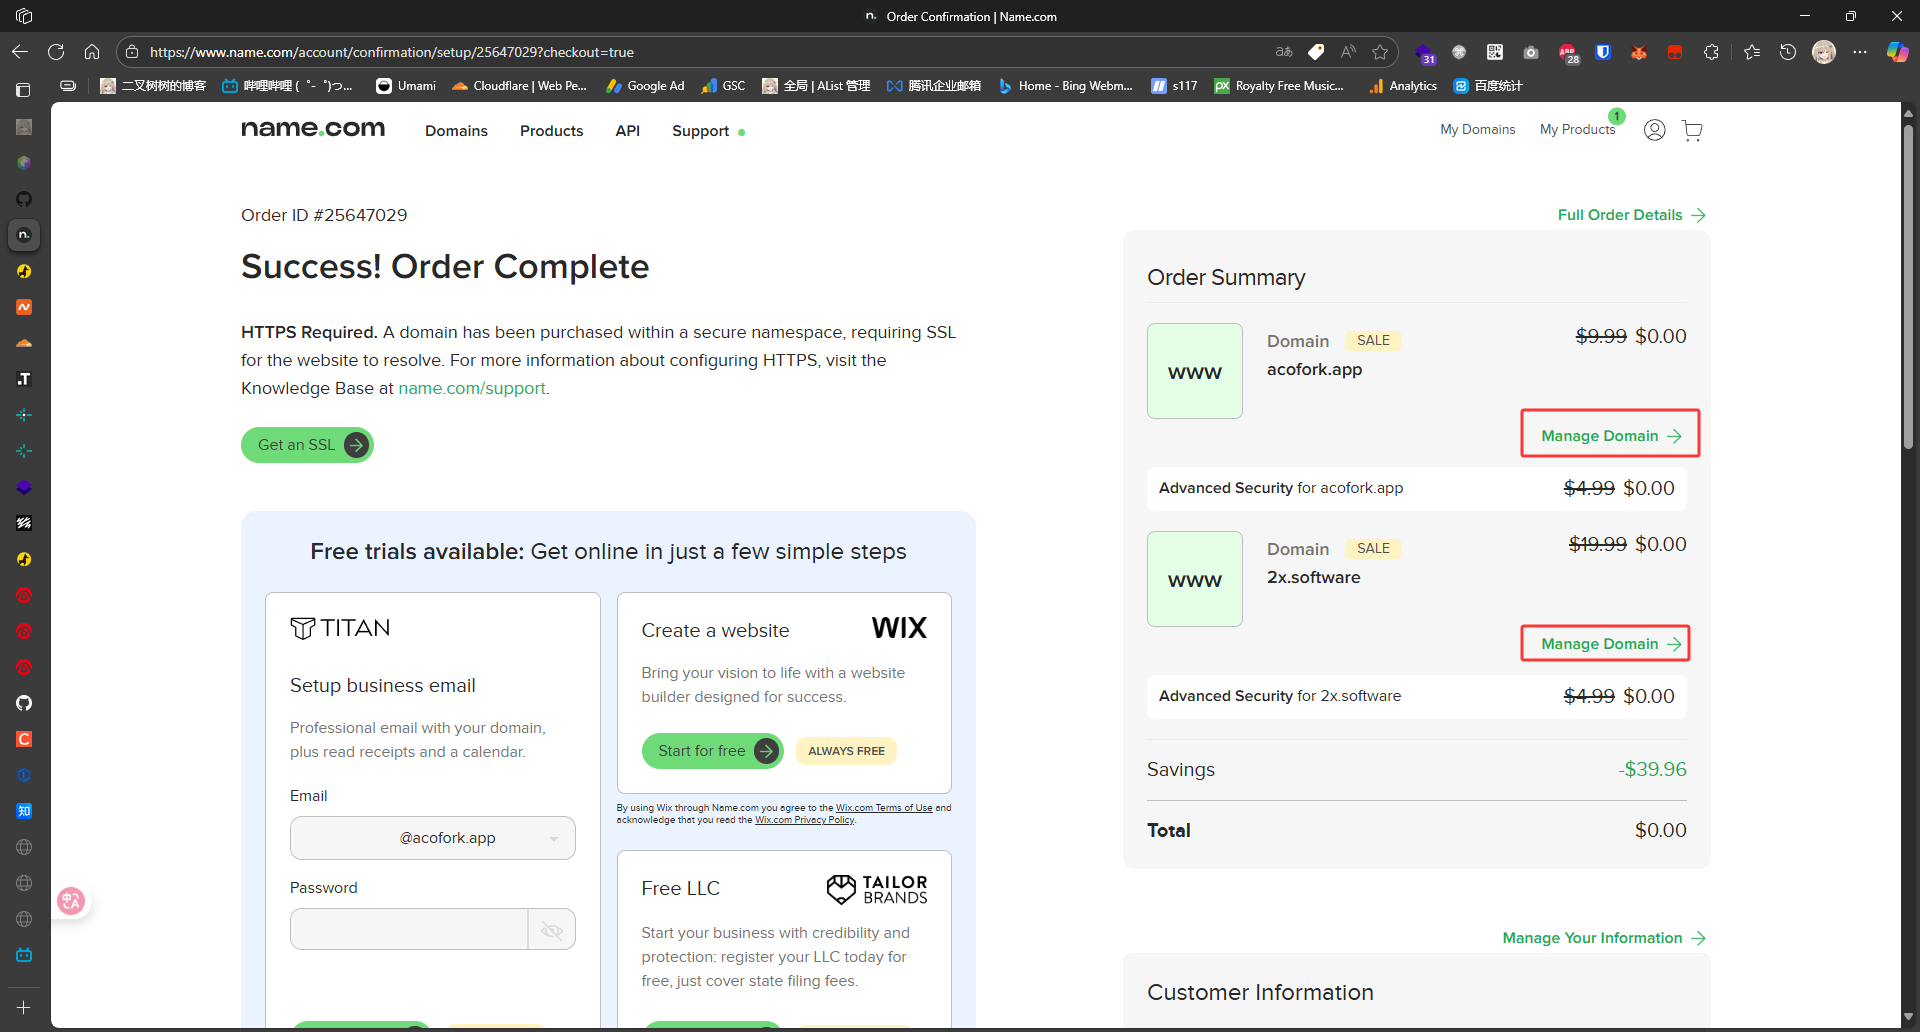 Order Confirmation | Name.com
https://www.name.com/account/confirmation/setup/25647029?checkout=true
31
28
二叉树树的博客
哔哩哔哩 (゜-゜)つ...
Umami
Cloudflare | Web Pe...
Google Ad
GSC
全局 | AList 管理
腾讯企业邮箱
Home - Bing Webm...
s117
Royalty Free Music...
Analytics
百度统计
name.com
Domains
Products
API
Support
My Domains
My Products
1
Order ID #25647029
Success! Order Complete
HTTPS Required. A domain has been purchased within a secure namespace, requiring SSL
for the website to resolve. For more information about configuring HTTPS, visit the
Knowledge Base at name.com/support.
Get an SSL
Free trials available: Get online in just a few simple steps
TITAN
Setup business email
Professional email with your domain,
plus read receipts and a calendar.
Email
@acofork.app
Password
Create a website
WIX
Bring your vision to life with a website
builder designed for success.
Start for free
ALWAYS FREE
By using Wix through Name.com you agree to the Wix.com Terms of Use and
acknowledge that you read the Wix.com Privacy Policy.
Free LLC
TAILOR
BRANDS
Start your business with credibility and
protection: register your LLC today for
free, just cover state filing fees.
Full Order Details
Order Summary
www
Domain SALE
$9.99 $0.00
acofork.app
Manage Domain
Advanced Security for acofork.app
$4.99 $0.00
www
Domain SALE
$19.99 $0.00
2x.software
Manage Domain
Advanced Security for 2x.software
$4.99 $0.00
Savings
-$39.96
Total
$0.00
Manage Your Information
Customer Information